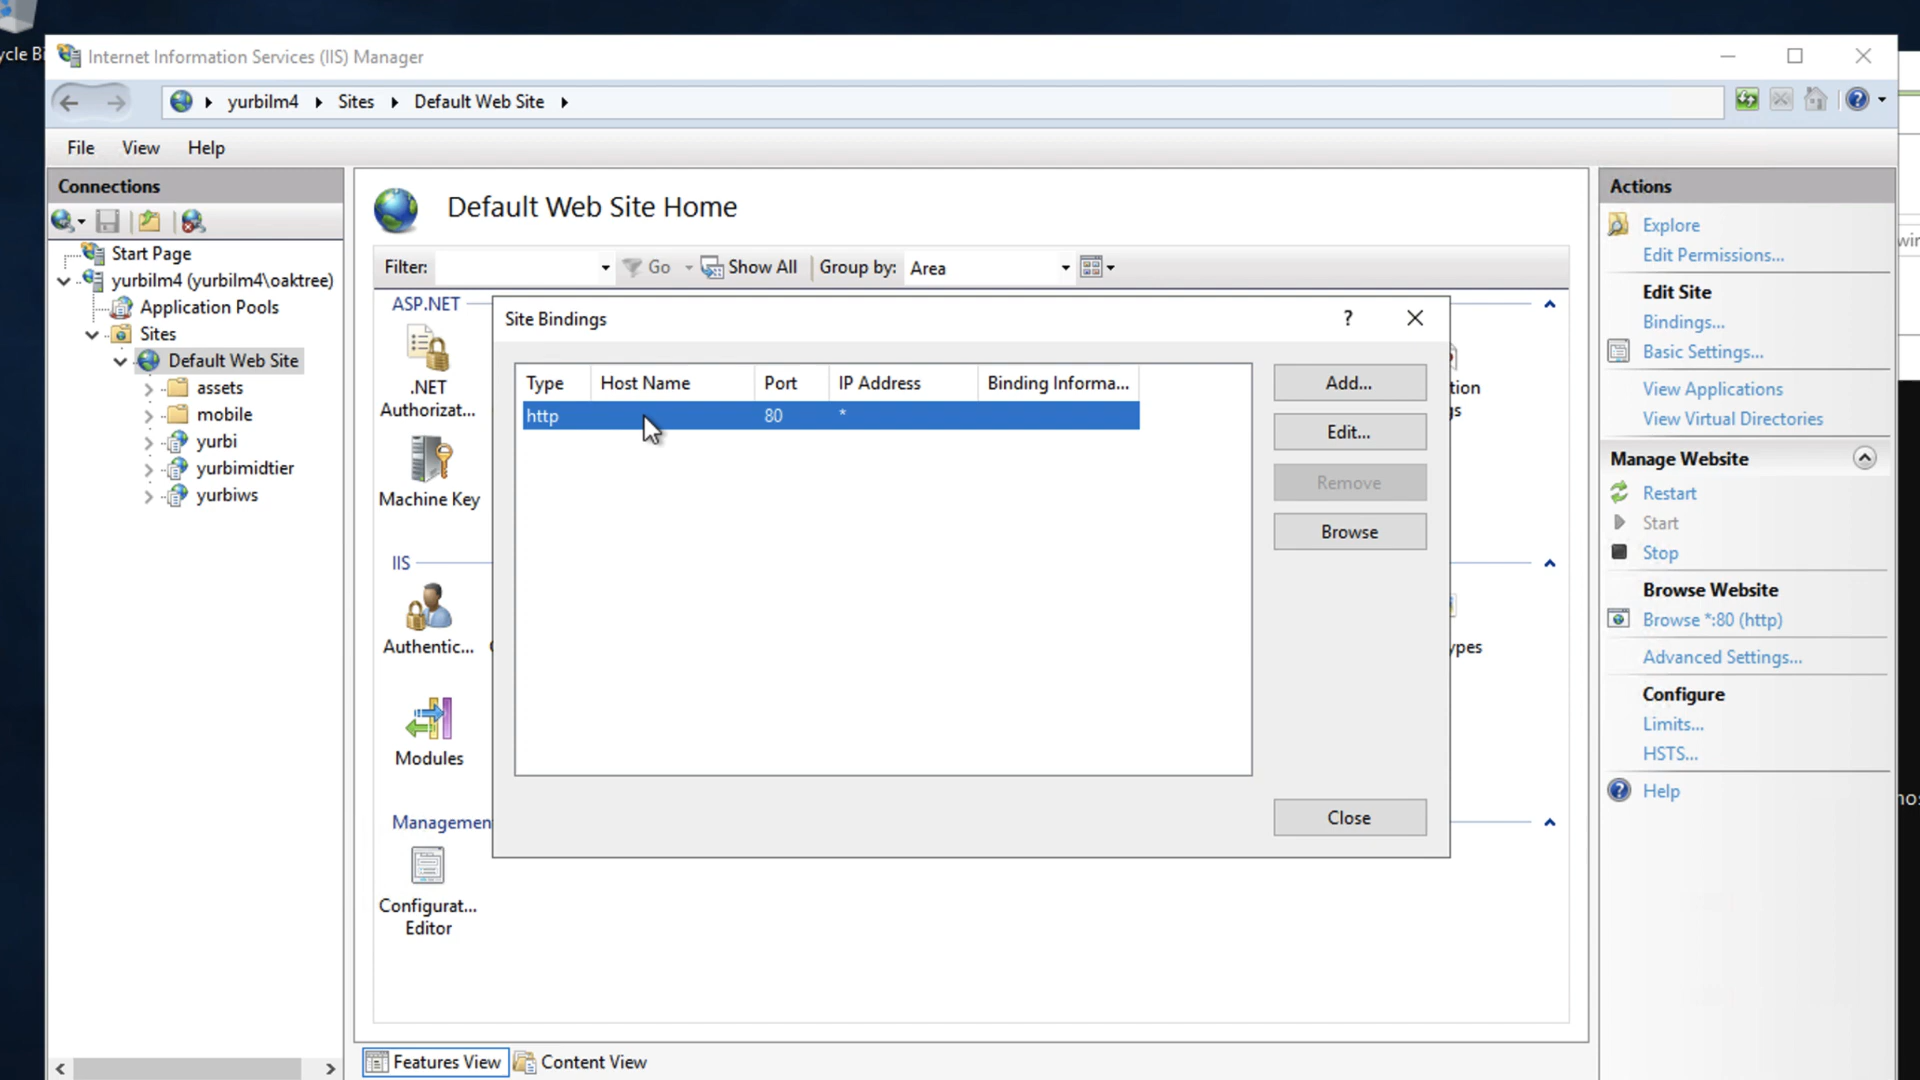 ycle Bi
Internet Information Services (IIS) Manager
yurbilm4 Sites Default Web Site
File View Help
Connections
Start Page
yurbilm4 (yurbilm4\oaktree)
Application Pools
Sites
Default Web Site
assets
mobile
yurbi
yurbimidtier
yurbiws
Default Web Site Home
Filter: Go Show All Group by: Area
ASP.NET
.NET
Authorizat...
Machine Key
IIS
Authentic...
Modules
Managemen
Configurat...
Editor
Site Bindings
?
Type Host Name Port IP Address Binding Informa...
http 80 *
Add...
Edit...
Remove
Browse
Close
tion
gs
ypes
Features View Content View
Actions
Explore
Edit Permissions...
Edit Site
Bindings...
Basic Settings...
View Applications
View Virtual Directories
Manage Website
Restart
Start
Stop
Browse Website
Browse *:80 (http)
Advanced Settings...
Configure
Limits...
HSTS...
Help